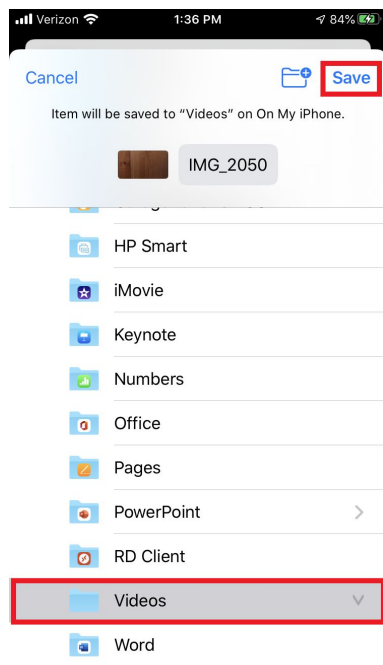 Verizon 1:36 PM 84%
Cancel Save
Item will be saved to “Videos” on On My iPhone.
IMG_2050
HP Smart
iMovie
Keynote
Numbers
Office
Pages
PowerPoint
RD Client
Videos
Word